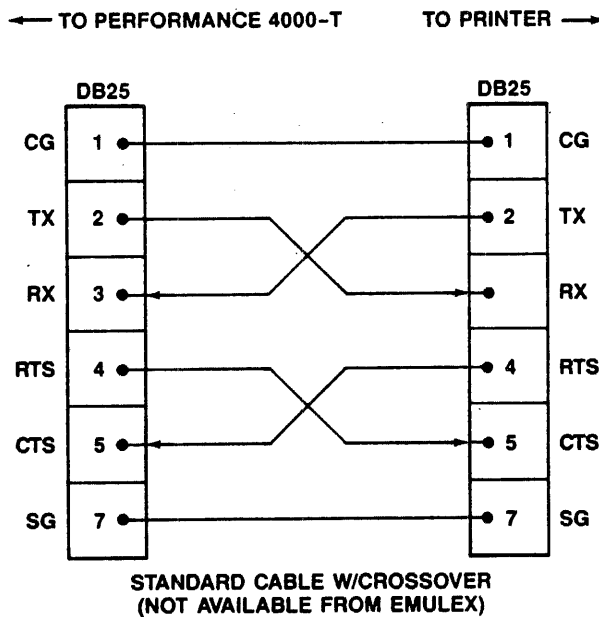 TO PERFORMANCE 4000-T TO PRINTER
DB25 DB25
CG 1 1 CG
TX 2 2 TX
RX 3 RX
RTS 4 4 RTS
CTS 5 5 CTS
SG 7 7 SG
STANDARD CABLE W/CROSSOVER
(NOT AVAILABLE FROM EMULEX)